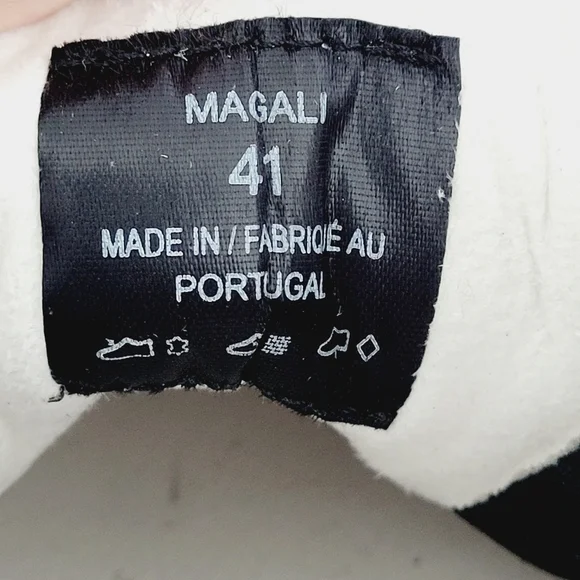 MAGALI
41
MADE IN / FABRIQUÉ AU
PORTUGAL